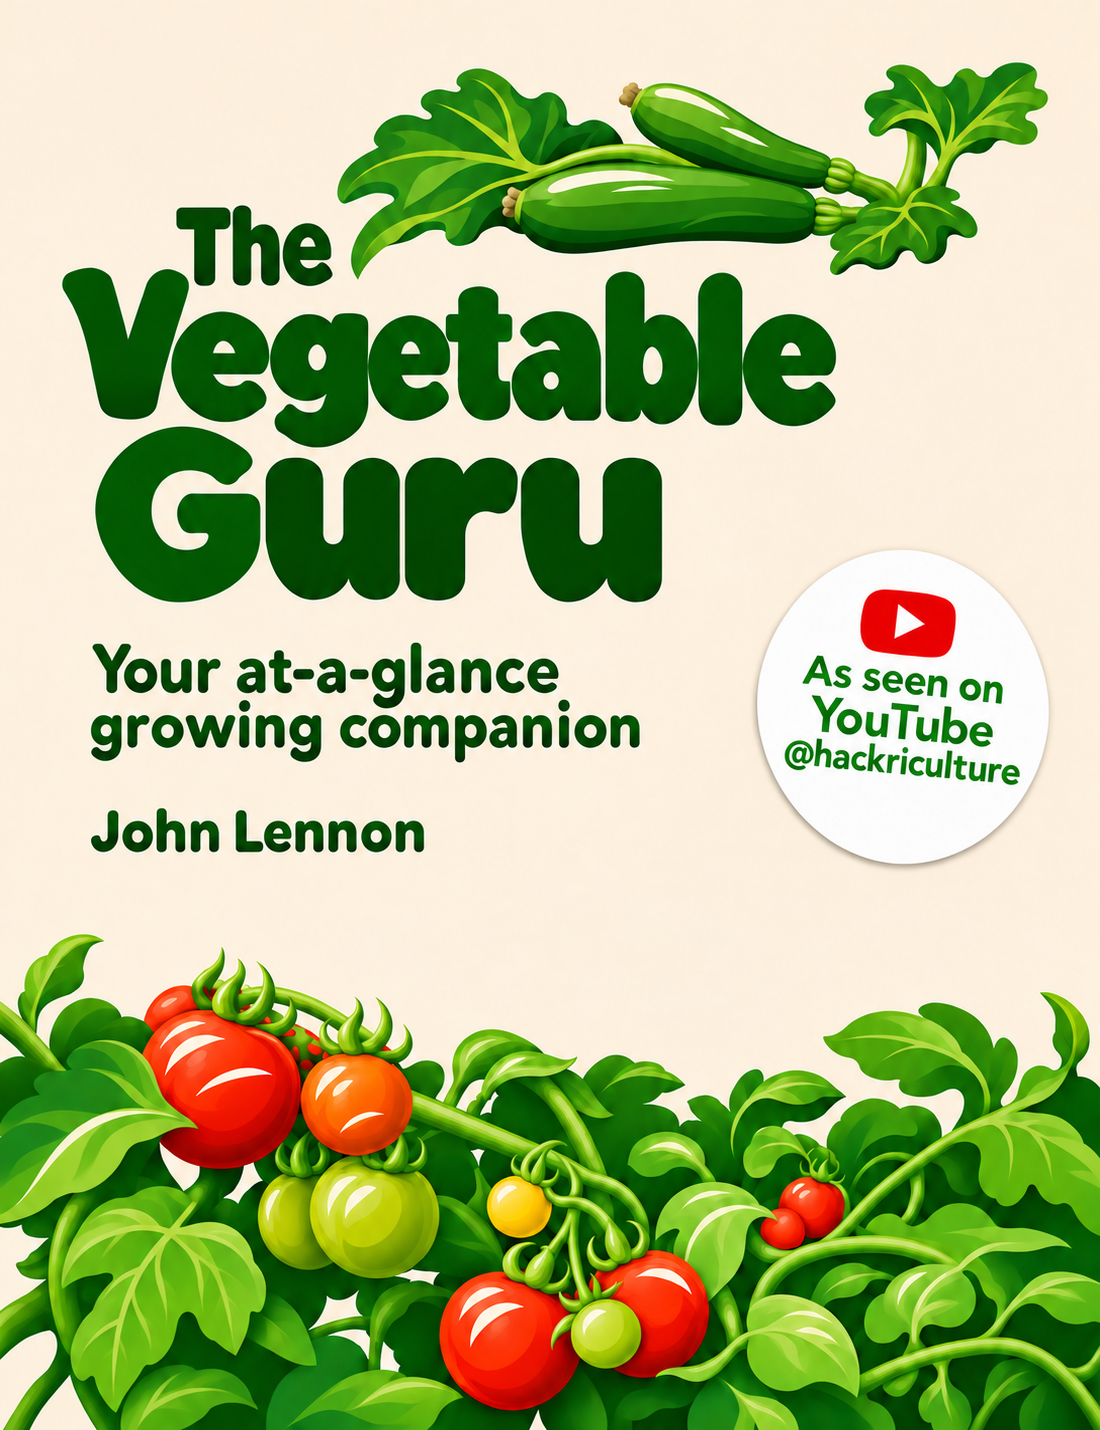 The
Vegetable
Guru
Your at-a-glance
growing companion
John Lennon
As seen on
YouTube
@hackriculture